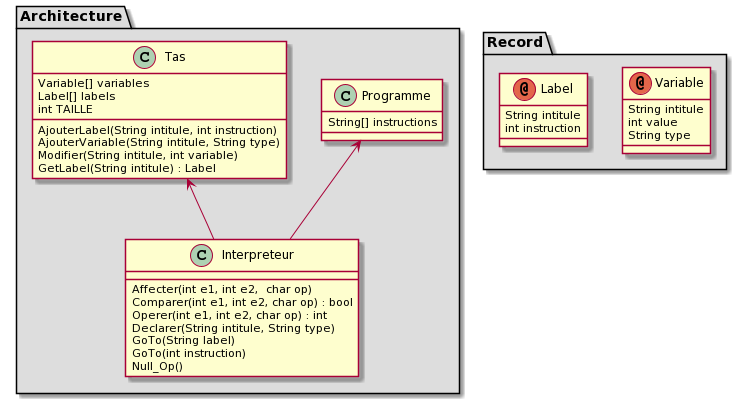 Architecture
C Tas
Variable[] variables
Label[] labels
int TAILLE
AjouterLabel(String intitule, int instruction)
AjouterVariable(String intitule, String type)
Modifier(String intitule, int variable)
GetLabel(String intitule) : Label
C Programme
String[] instructions
C Interpreteur
Affecter(int e1, int e2,  char op)
Comparer(int e1, int e2, char op) : bool
Operer(int e1, int e2, char op) : int
Declarer(String intitule, String type)
GoTo(String label)
GoTo(int instruction)
Null_Op()
Record
@ Label
String intitule
int instruction
@ Variable
String intitule
int value
String type